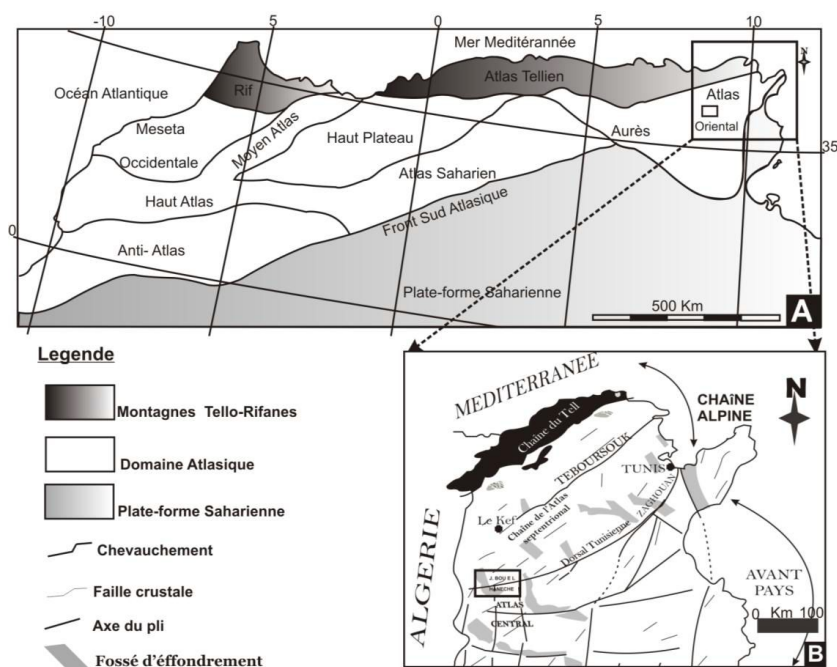 -10
5
0
5
10
Mer Meditérannée
N
Océan Atlantique
Rif
Atlas Tellien
Atlas
Oriental
Meseta
Moyen Atlas
Haut Plateau
Aurès
35
Occidentale
Atlas Saharien
Haut Atlas
Front Sud Atlasique
0
Anti- Atlas
Plate-forme Saharienne
500 Km
A
Legende
Montagnes Tello-Rifanes
Domaine Atlasique
Plate-forme Saharienne
Chevauchement
Faille crustale
Axe du pli
Fossé d'éffondrement
MEDITERRANEE
CHAîNE
ALPINE
N
Chaine du Tell
TEBOURSOUK
TUNIS
ZAGHOUAN
Le Kef
Chaîne de l'Atlas
septentrional
Dorsal Tunisienne
ALGERIE
J. BOU E L
HANECHE
ATLAS
CENTRAL
AVANT
PAYS
0 Km 100
B